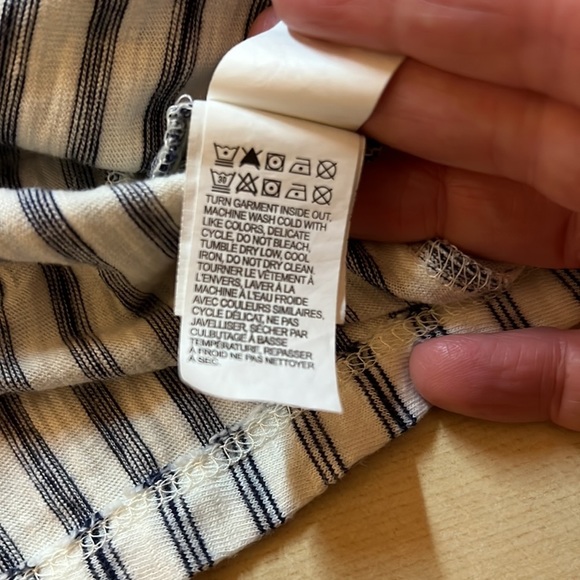 30
TURN GARMENT INSIDE OUT,
MACHINE WASH COLD WITH
LIKE COLORS, DELICATE
CYCLE, DO NOT BLEACH,
TUMBLE DRY LOW, COOL
IRON, DO NOT DRY CLEAN.
TOURNER LE VÊTEMENT À
L'ENVERS, LAVER À LA
MACHINE À L'EAU FROIDE
AVEC COULEURS SIMILAIRES,
CYCLE DÉLICAT, NE PAS
JAVELLISER, SÉCHER PAR
CULBUTAGE À BASSE
TEMPÉRATURE, REPASSER
À FROID NE PAS NETTOYER
À SEC.